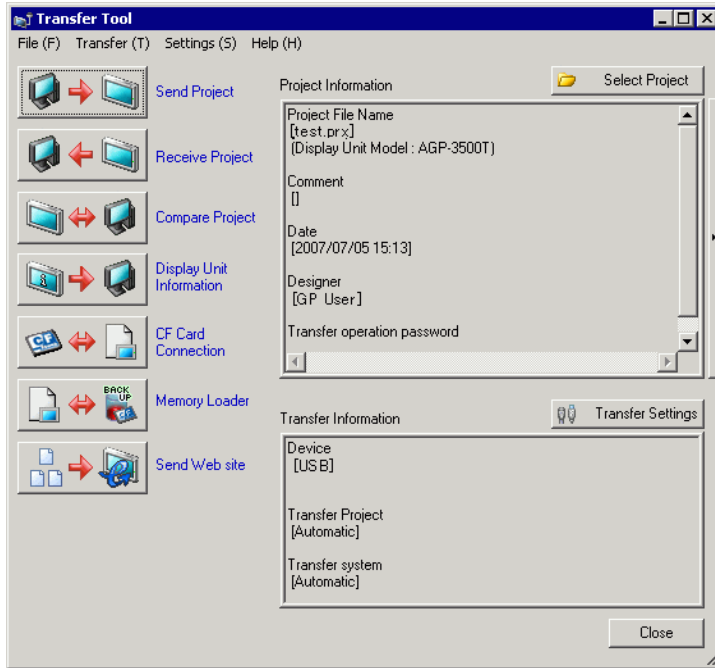 Transfer Tool
File (F) Transfer (T) Settings (S) Help (H)
Send Project
Receive Project
Compare Project
Display Unit
Information
CF Card
Connection
CF
Memory Loader
BACK
UP
Send Web site
Project Information
Select Project
Project File Name
[test.prx]
(Display Unit Model : AGP-3500T)
Comment
[]
Date
[2007/07/05 15:13]
Designer
[GP User]
Transfer operation password
Transfer Information
Transfer Settings
Device
[USB]
Transfer Project
[Automatic]
Transfer system
[Automatic]
Close